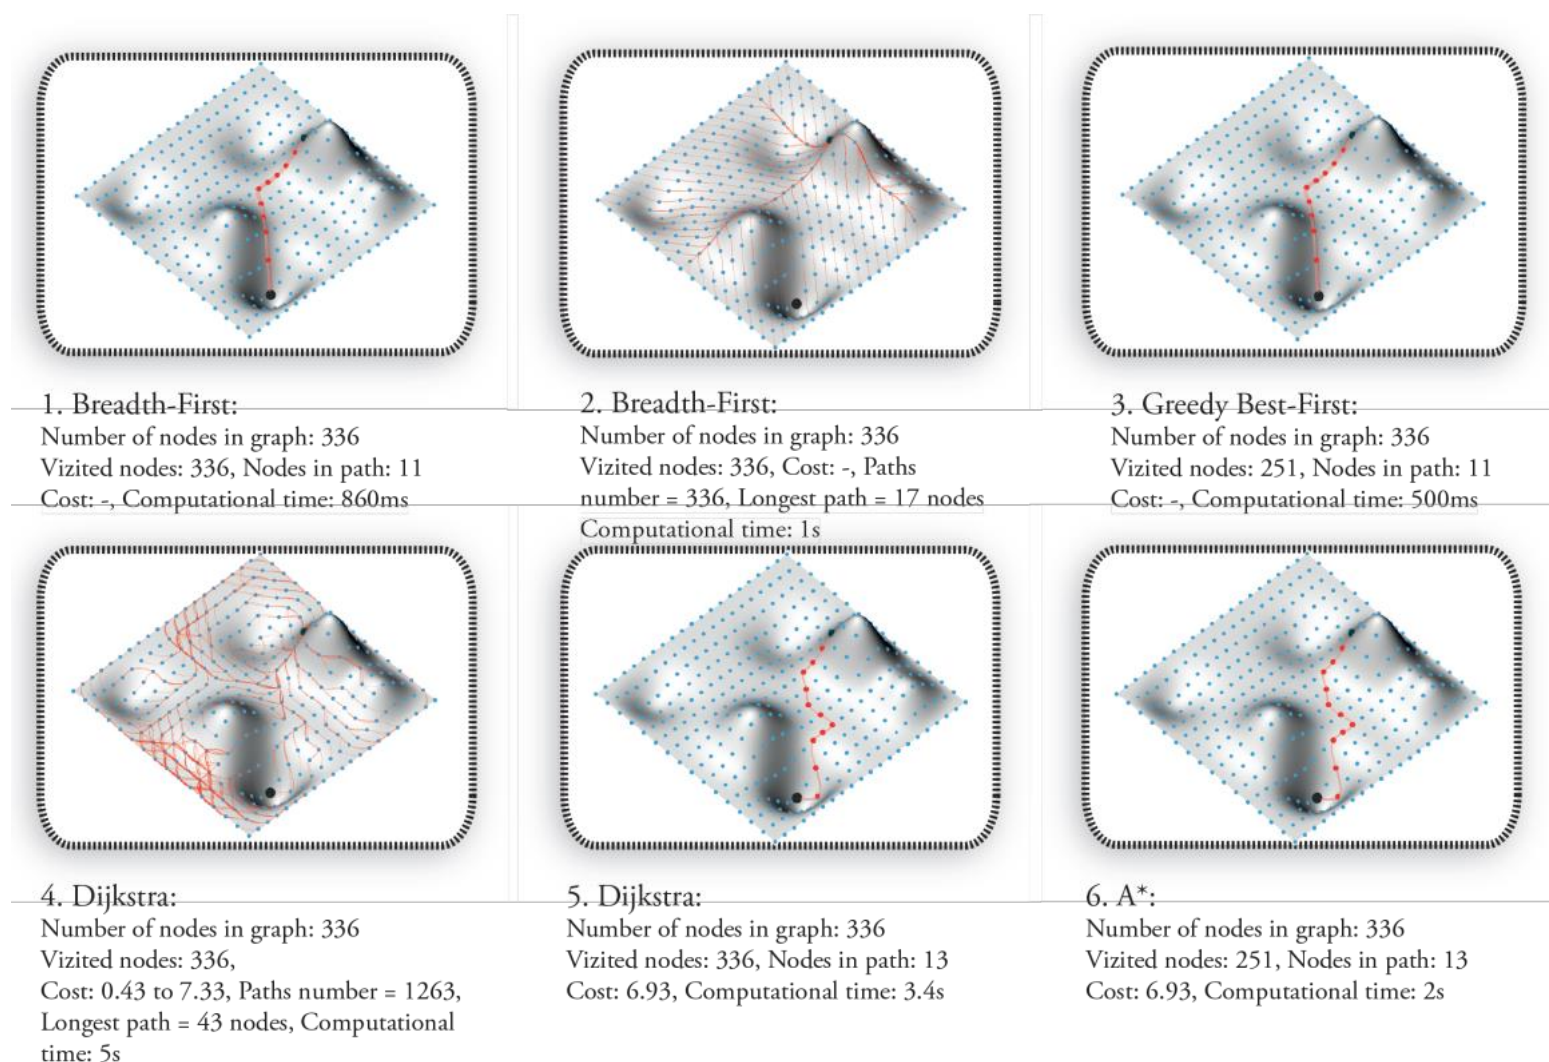 1. Breadth-First:
Number of nodes in graph: 336
Vizited nodes: 336, Nodes in path: 11
Cost: -, Computational time: 860ms
2. Breadth-First:
Number of nodes in graph: 336
Vizited nodes: 336, Cost: -, Paths
number = 336, Longest path = 17 nodes
Computational time: 1s
3. Greedy Best-First:
Number of nodes in graph: 336
Vizited nodes: 251, Nodes in path: 11
Cost: -, Computational time: 500ms
4. Dijkstra:
Number of nodes in graph: 336
Vizited nodes: 336,
Cost: 0.43 to 7.33, Paths number = 1263,
Longest path = 43 nodes, Computational
time: 5s
5. Dijkstra:
Number of nodes in graph: 336
Vizited nodes: 336, Nodes in path: 13
Cost: 6.93, Computational time: 3.4s
6. A*:
Number of nodes in graph: 336
Vizited nodes: 251, Nodes in path: 13
Cost: 6.93, Computational time: 2s